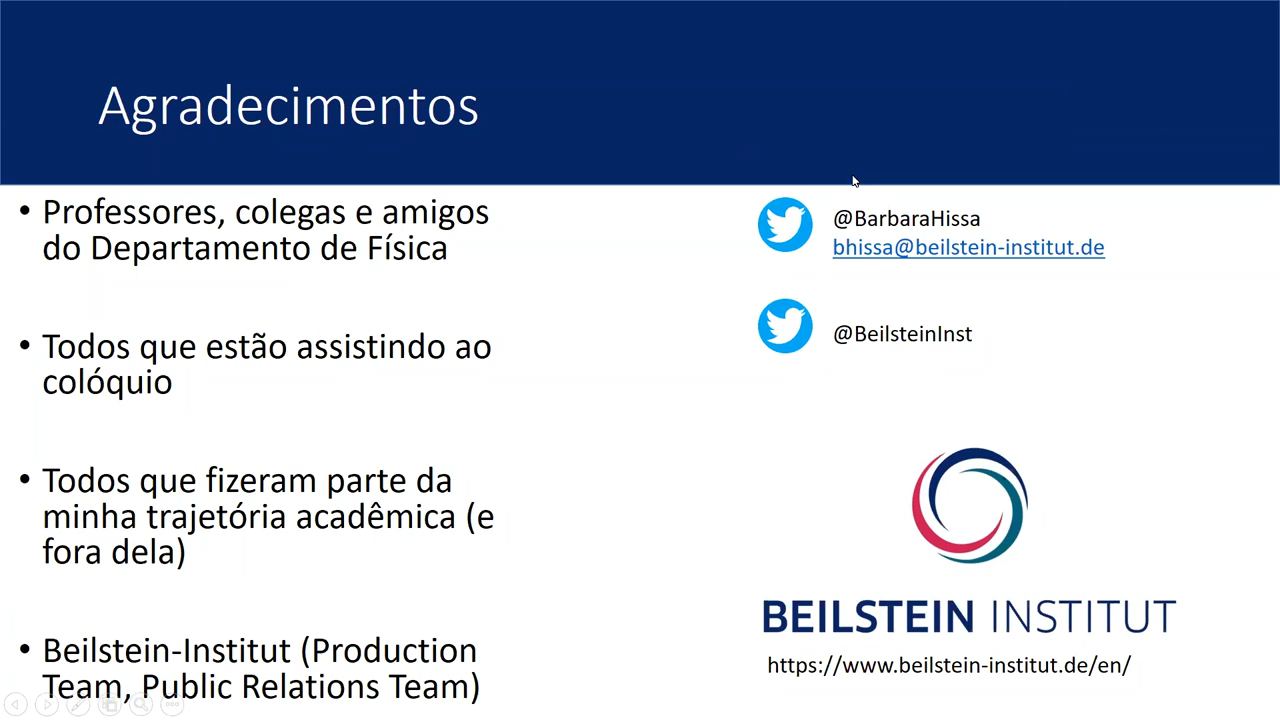 Agradecimentos
• Professores, colegas e amigos
do Departamento de Física
• Todos que estão assistindo ao
colóquio
• Todos que fizeram parte da
minha trajetória acadêmica (e
fora dela)
• Beilstein-Institut (Production
Team, Public Relations Team)
@BarbaraHissa
bhissa@beilstein-institut.de
@BeilsteinInst
BEILSTEIN INSTITUT
https://www.beilstein-institut.de/en/